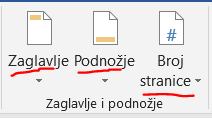 Zaglavlje Podnožje Broj
stranice
Zaglavlje i podnožje